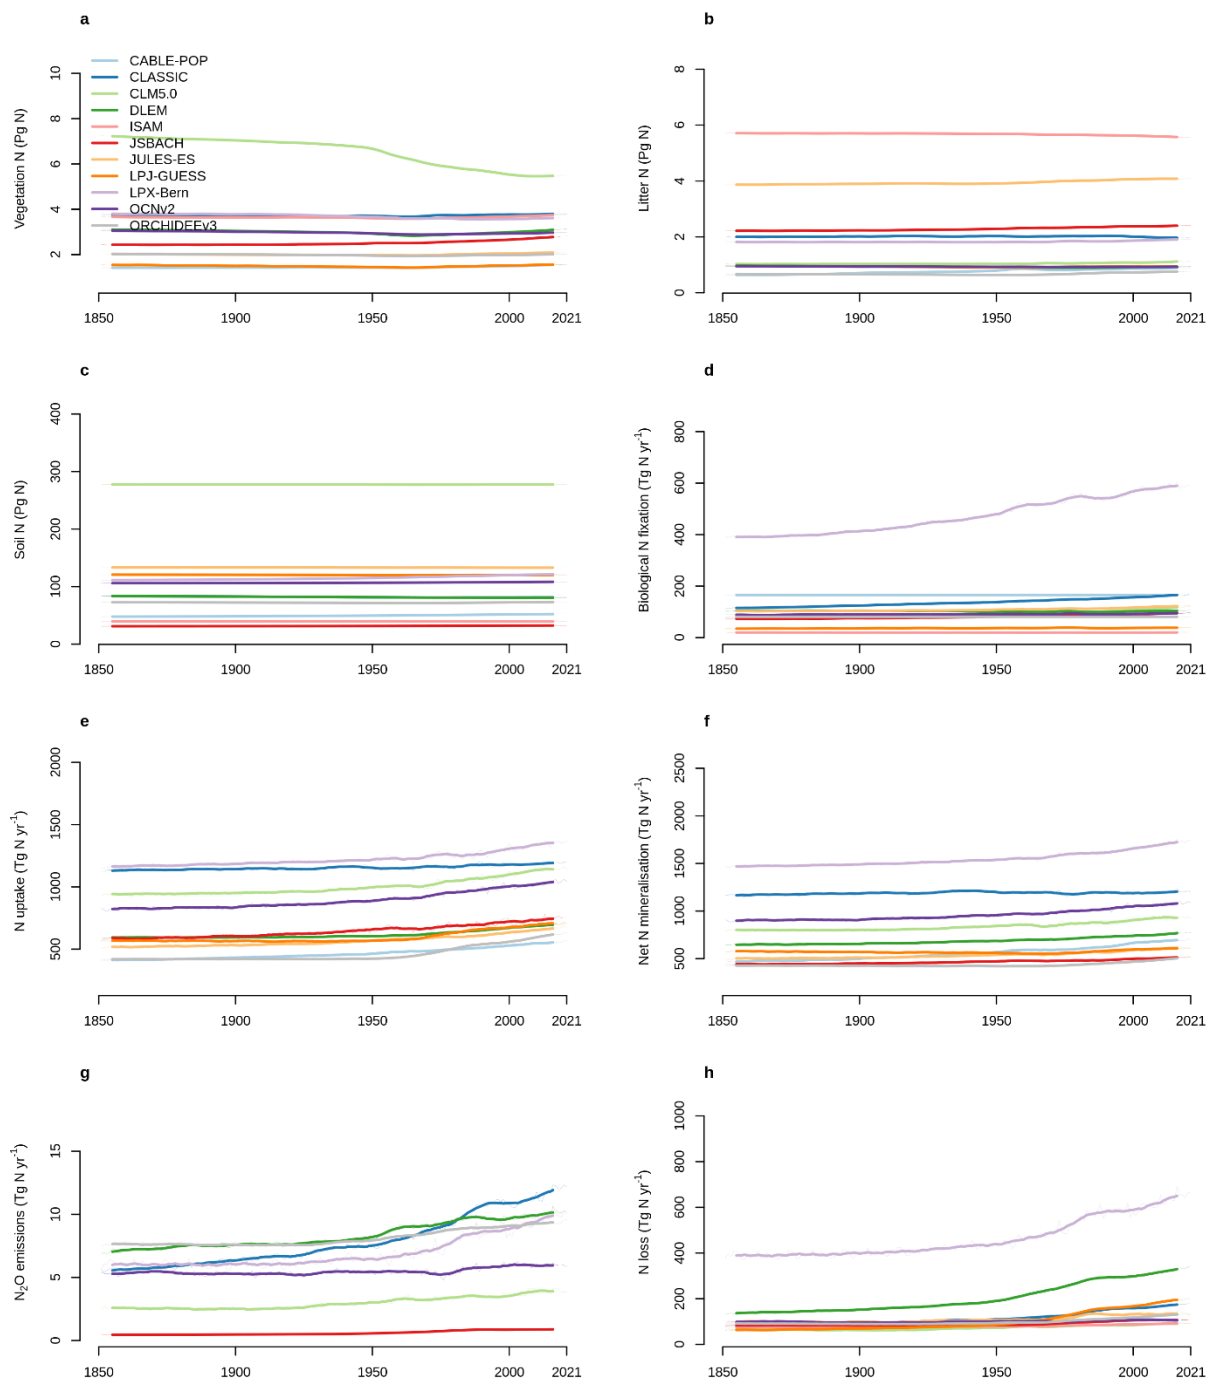 a
Vegetation N (Pg N)
10
8
6
4
2
CABLE-POP
CLASSIC
CLM5.0
DLEM
ISAM
JSBACH
JULES-ES
LPJ-GUESS
LPX-Bern
OCNv2
ORCHIDEEv3
1850 1900 1950 2000 2021
b
Litter N (Pg N)
8
6
4
2
0
1850 1900 1950 2000 2021
c
Soil N (Pg N)
400
300
200
100
0
1850 1900 1950 2000 2021
d
Biological N fixation (Tg N yr⁻¹)
800
600
400
200
0
1850 1900 1950 2000 2021
e
N uptake (Tg N yr⁻¹)
2000
1500
1000
500
1850 1900 1950 2000 2021
f
Net N mineralisation (Tg N yr⁻¹)
2500
2000
1500
1000
500
1850 1900 1950 2000 2021
g
N₂O emissions (Tg N yr⁻¹)
15
10
5
0
1850 1900 1950 2000 2021
h
N loss (Tg N yr⁻¹)
1000
800
600
400
200
0
1850 1900 1950 2000 2021